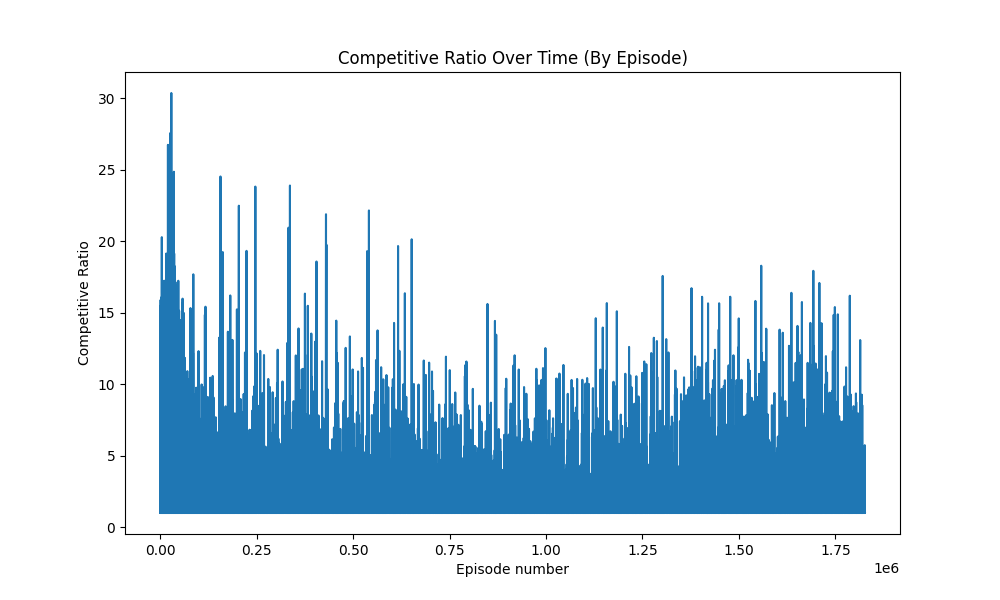 Competitive Ratio Over Time (By Episode)
30
25
20
15
10
5
0
Competitive Ratio
0.00 0.25 0.50 0.75 1.00 1.25 1.50 1.75
1e6
Episode number